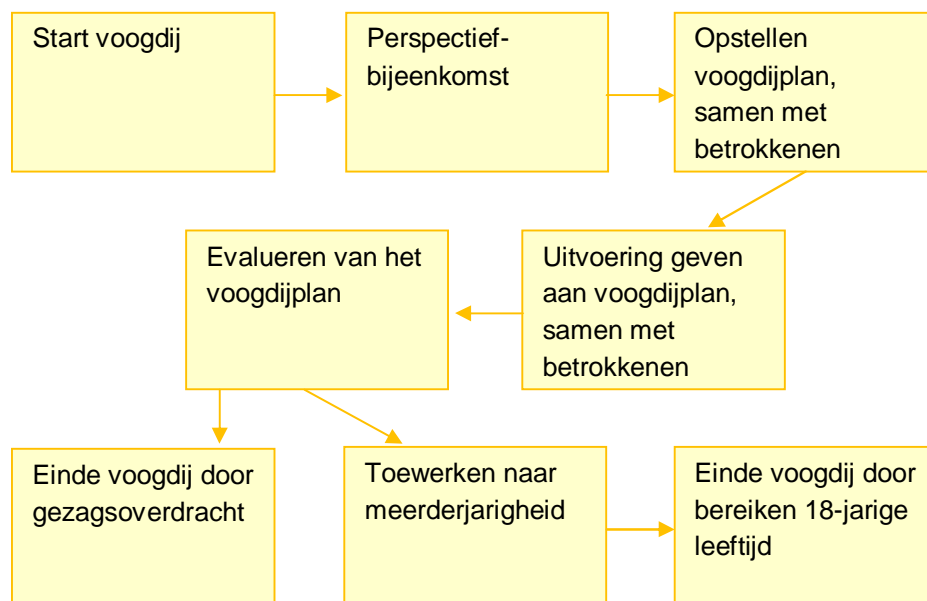 Start voogdij
Perspectief-
bijeenkomst
Opstellen
voogdijplan,
samen met
betrokkenen
Evalueren van het
voogdijplan
Uitvoering geven
aan voogdijplan,
samen met
betrokkenen
Einde voogdij door
gezagsoverdracht
Toewerken naar
meerderjarigheid
Einde voogdij door
bereiken 18-jarige
leeftijd